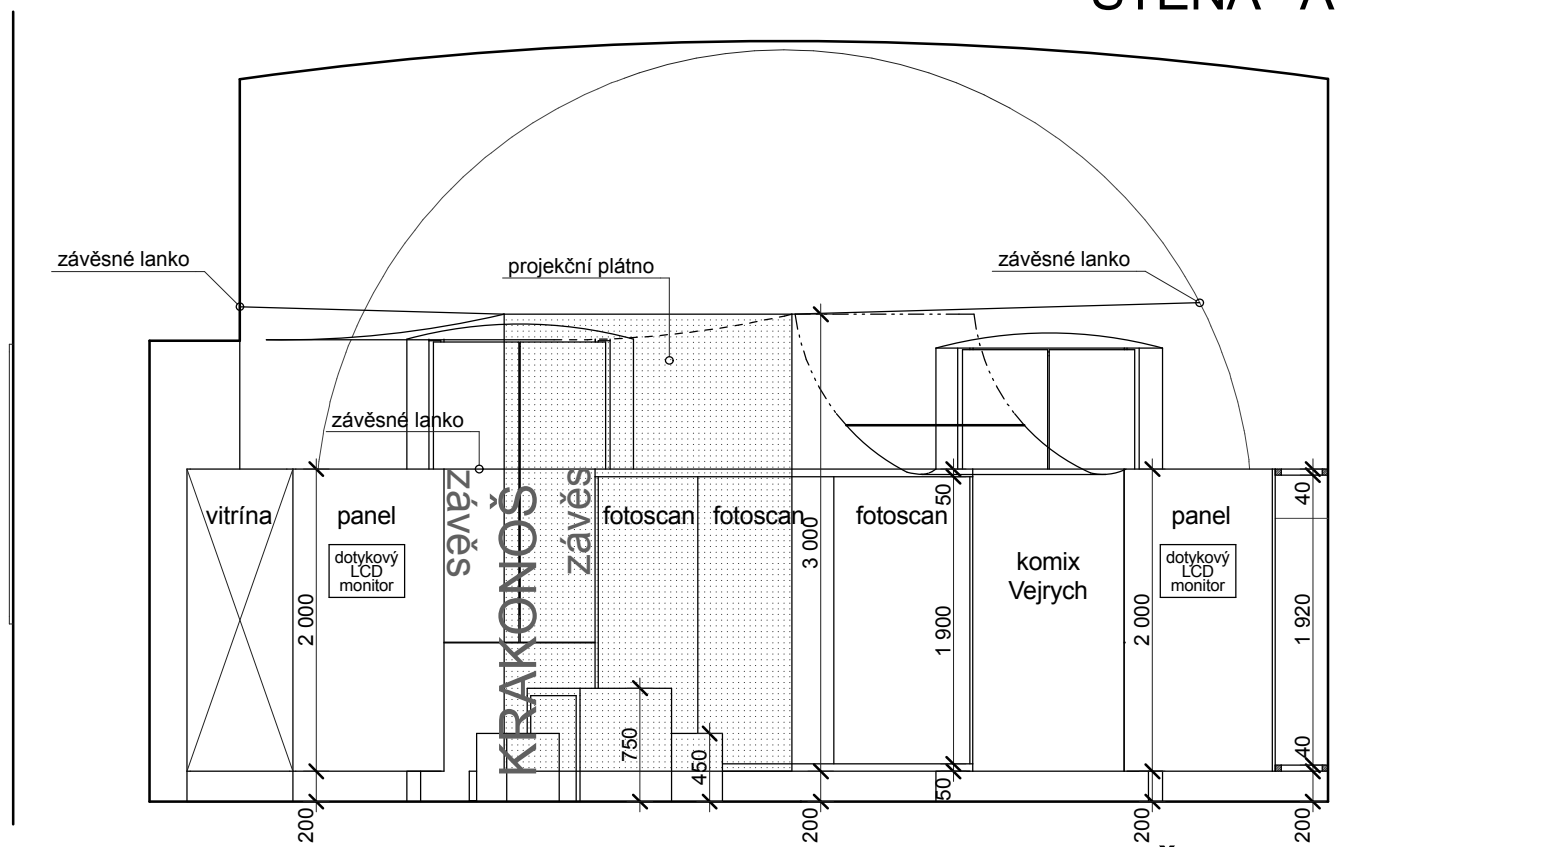 STĚNA "A"
závěsné lanko
projekční plátno
závěsné lanko
závěsné lanko
vitrína
panel
závěs
KRAKONOŠ
závěs
fotoscan
fotoscan
fotoscan
panel
dotykový
LCD
monitor
komix
Vejrych
dotykový
LCD
monitor
2 000
3 000
50
1 900
2 000
40
1 920
40
750
450
50
200
200
200
200